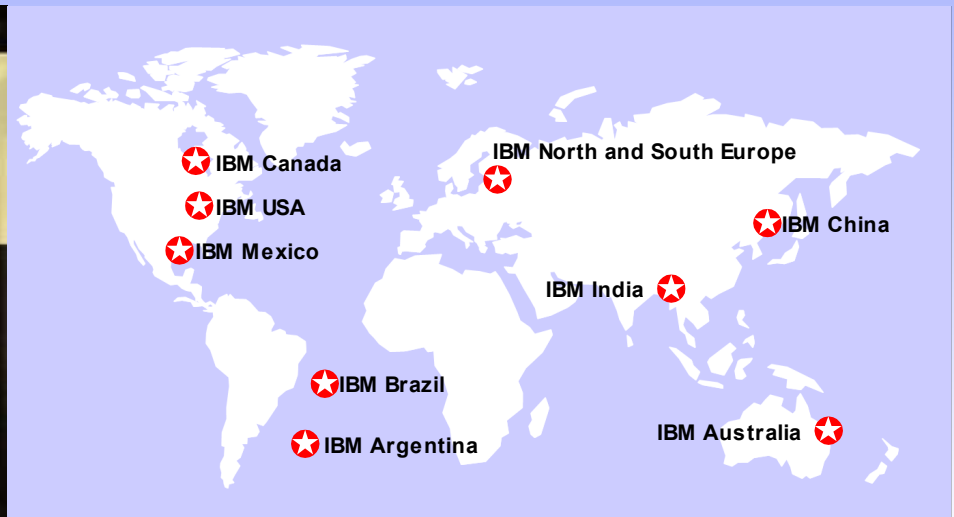 IBM North and South Europe
IBM Canada
IBM USA
IBM China
IBM Mexico
IBM India
IBM Brazil
IBM Australia
IBM Argentina